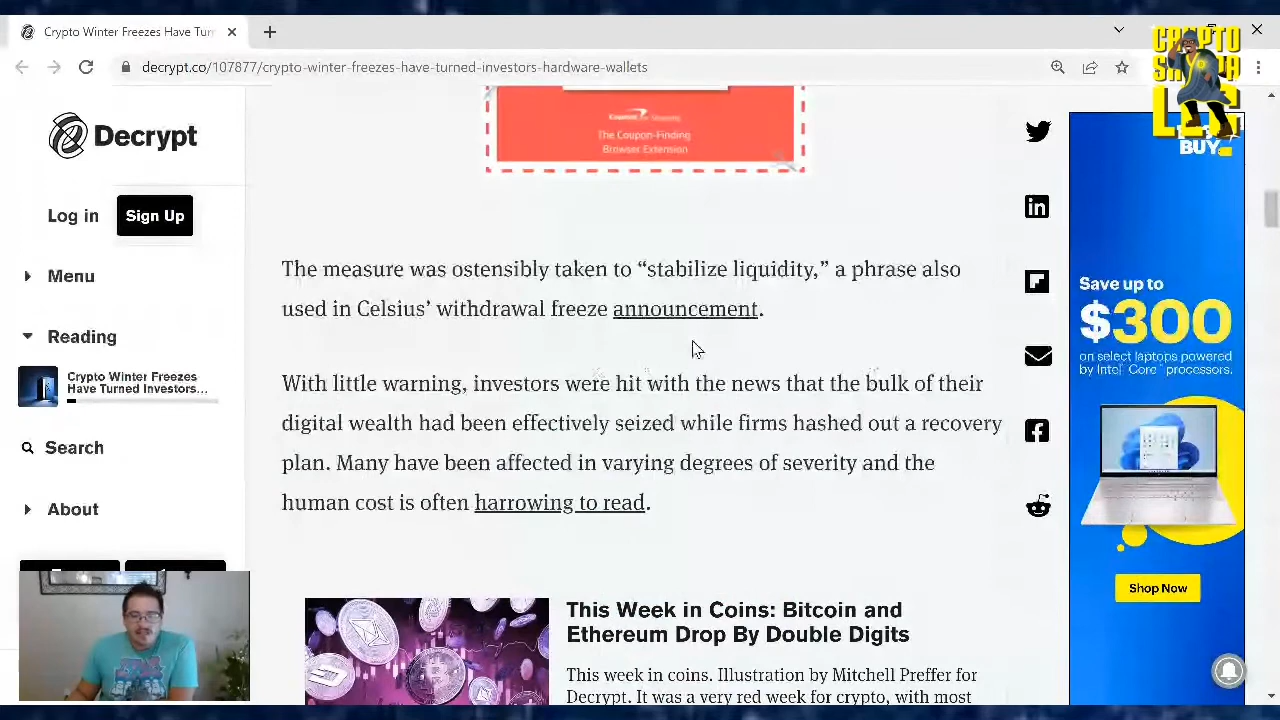 Crypto Winter Freezes Have Turn
decrypt.co/107877/crypto-winter-freezes-have-turned-investors-hardware-wallets
CRYPTO
Decrypt
Log in
Sign Up
Menu
Reading
Crypto Winter Freezes
Have Turned Investors...
Search
About
The Coupon-Finding
Browser Extension
The measure was ostensibly taken to “stabilize liquidity,” a phrase also
used in Celsius’ withdrawal freeze announcement.
With little warning, investors were hit with the news that the bulk of their
digital wealth had been effectively seized while firms hashed out a recovery
plan. Many have been affected in varying degrees of severity and the
human cost is often harrowing to read.
This Week in Coins: Bitcoin and
Ethereum Drop By Double Digits
This week in coins. Illustration by Mitchell Preffer for
Decrypt. It was a very red week for crypto, with most
BUY
Save up to
$300
on select laptops powered
by Intel® Core™ processors.
Shop Now